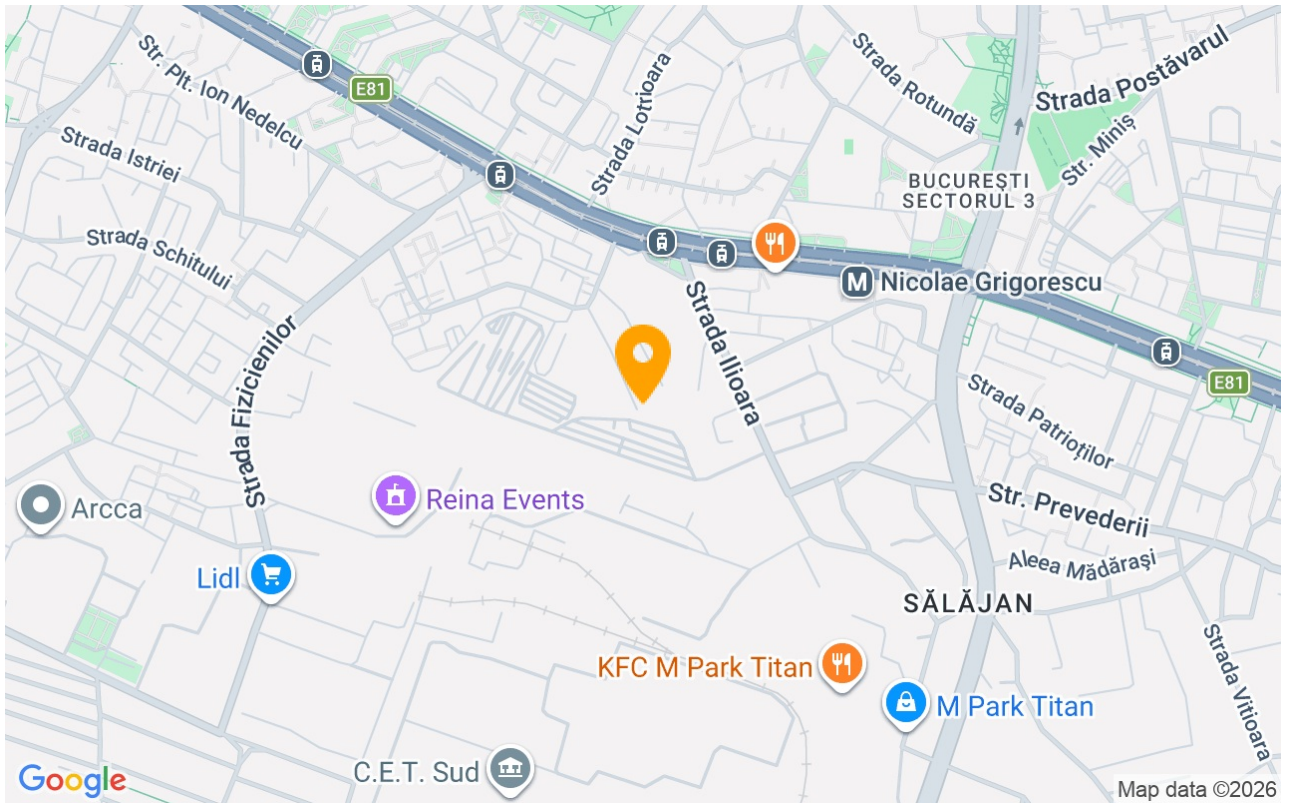 Str. Plt. Ion Nedelcu
E81
Strada Lotrioara
Strada Rotundă
Strada Postăvarul
Str. Miniș
Strada Istriei
BUCUREȘTI
SECTORUL 3
Strada Schitului
M Nicolae Grigorescu
Strada Ilioara
Strada Fizicienilor
E81
Strada Patrioților
Arcca
Reina Events
Str. Prevederii
Aleea Mădărași
Lidl
SĂLĂJAN
Strada Vitioara
KFC M Park Titan
M Park Titan
C.E.T. Sud
Google
Map data ©2026